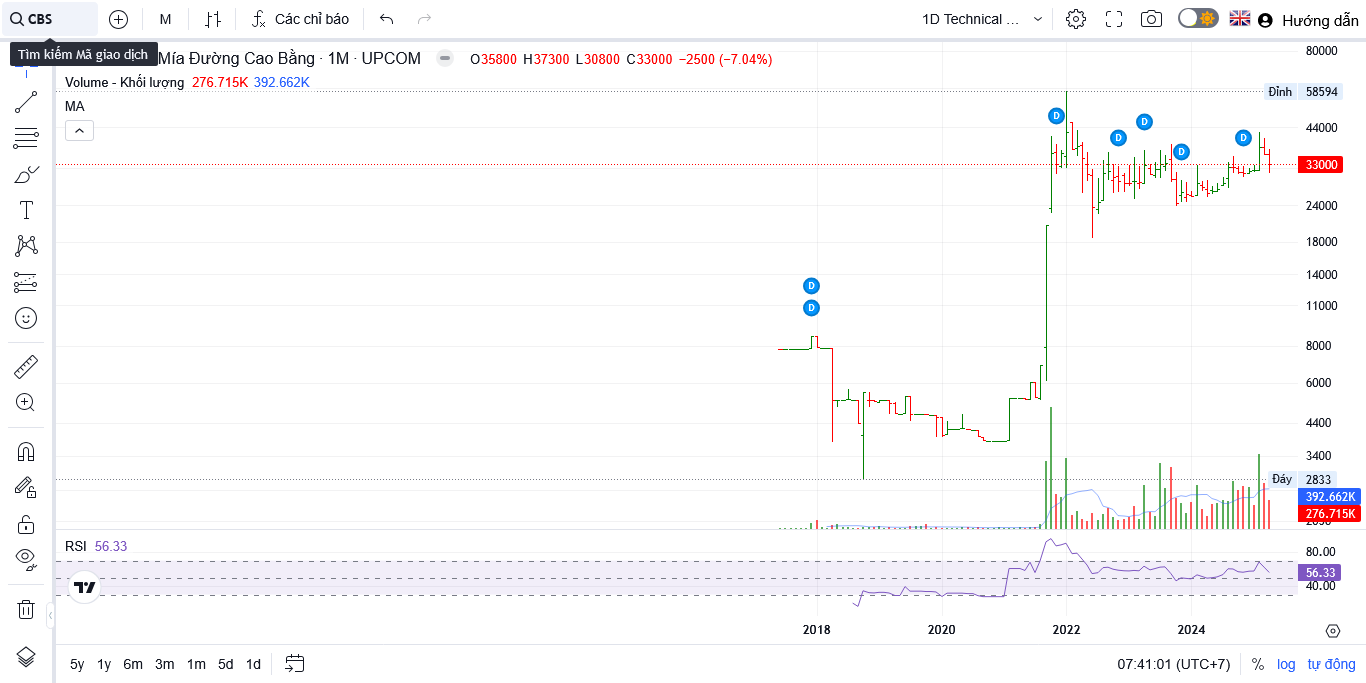 CBS
M
Các chỉ báo
1D Technical ...
Hướng dẫn
Tìm kiếm Mã giao dịch
Mía Đường Cao Bằng · 1M · UPCOM
O35800 H37300 L30800 C33000 −2500 (−7.04%)
Volume - Khối lượng 276.715K 392.662K
MA
80000
Đỉnh 58594
44000
33000
24000
18000
14000
11000
8000
6000
4400
3400
Đáy 2833
392.662K
276.715K
D
D
D
D
D
D
D
RSI 56.33
80.00
56.33
40.00
2018 2020 2022 2024
5y 1y 6m 3m 1m 5d 1d
07:41:01 (UTC+7) % log tự động